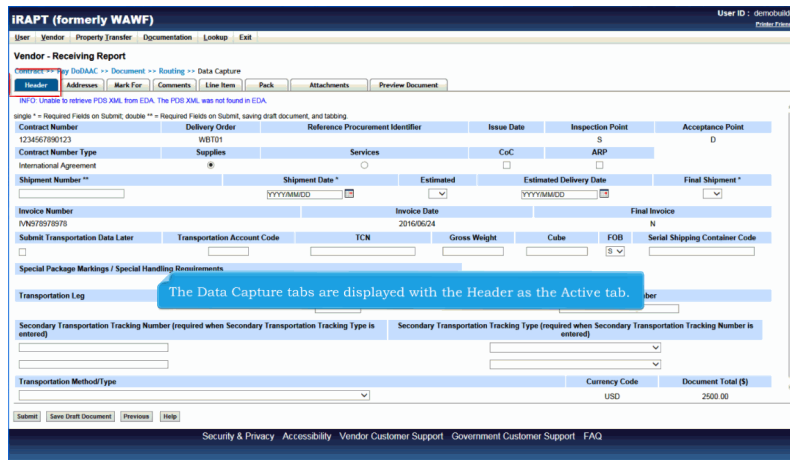 iRAPT (formerly WAWF)
User ID : demobuild
Printer Frien
User Vendor Property Transfer Documentation Lookup Exit
Vendor - Receiving Report
Contract >> Pay DoDAAC >> Document >> Routing >> Data Capture
Header Addresses Mark For Comments Line Item Pack Attachments Preview Document
INFO: Unable to retrieve PDS XML from EDA. The PDS XML was not found in EDA.
single * = Required Fields on Submit; double ** = Required Fields on Submit, saving draft document, and tabbing.
Contract Number Delivery Order Reference Procurement Identifier Issue Date Inspection Point Acceptance Point
1234567890123 WBT01 S D
Contract Number Type Supplies Services CoC ARP
International Agreement
Shipment Number ** Shipment Date * Estimated Estimated Delivery Date Final Shipment *
YYYY/MM/DD YYYY/MM/DD
Invoice Number Invoice Date Final Invoice
IVN978978978 2016/06/24 N
Submit Transportation Data Later Transportation Account Code TCN Gross Weight Cube FOB Serial Shipping Container Code
S
Special Package Markings / Special Handling Requirements
The Data Capture tabs are displayed with the Header as the Active tab.
Transportation Leg
Secondary Transportation Tracking Number (required when Secondary Transportation Tracking Type is entered) Secondary Transportation Tracking Type (required when Secondary Transportation Tracking Number is entered)
Transportation Method/Type Currency Code Document Total ($)
USD 2500.00
Submit Save Draft Document Previous Help
Security & Privacy Accessibility Vendor Customer Support Government Customer Support FAQ